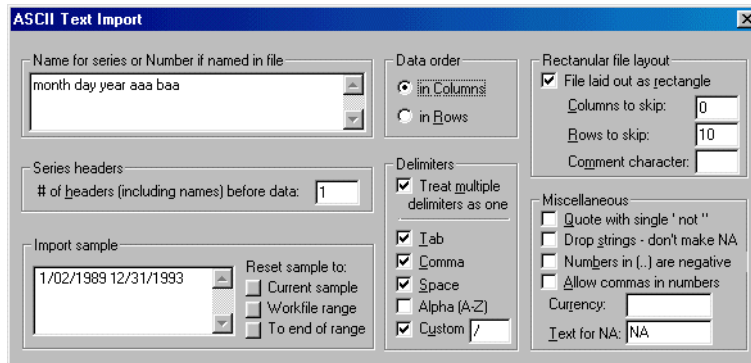 ASCII Text Import
Name for series or Number if named in file
month day year aaa baa
Series headers
# of headers (including names) before data: 1
Import sample
1/02/1989 12/31/1993
Reset sample to:
Current sample
Workfile range
To end of range
Data order
in Columns
in Rows
Delimiters
Treat multiple
delimiters as one
Tab
Comma
Space
Alpha (A-Z)
Custom /
Rectanular file layout
File laid out as rectangle
Columns to skip: 0
Rows to skip: 10
Comment character:
Miscellaneous
Quote with single ' not "
Drop strings - don't make NA
Numbers in (..) are negative
Allow commas in numbers
Currency:
Text for NA: NA